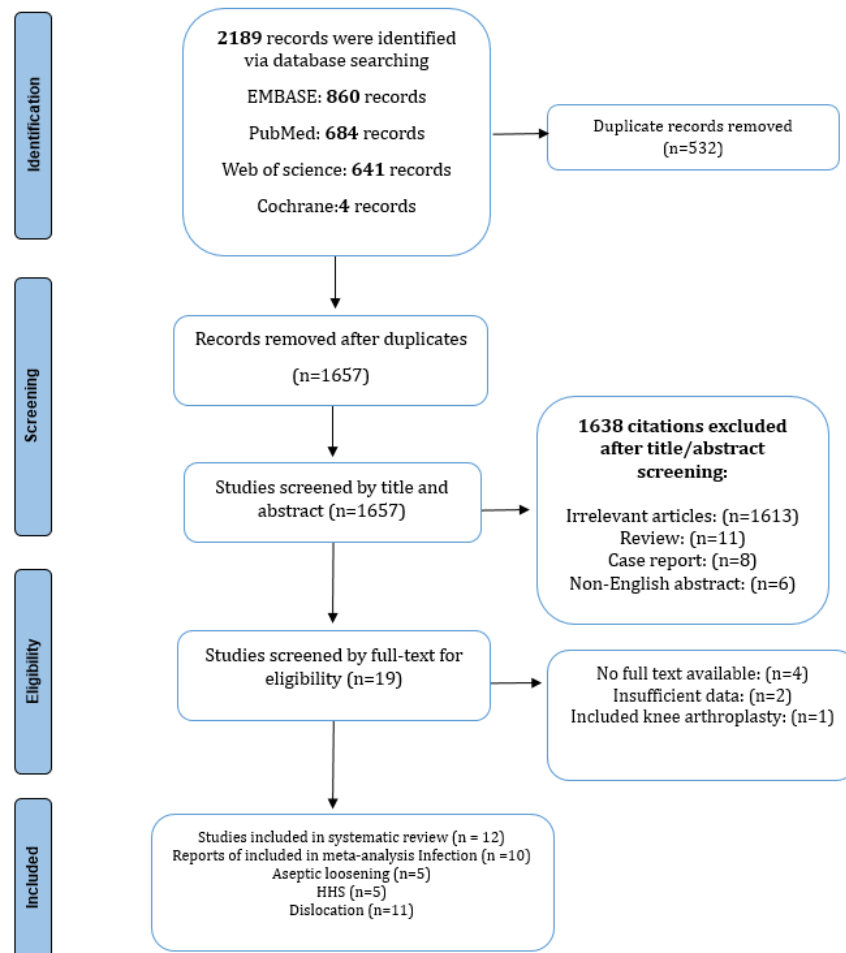 Identification
2189 records were identified
via database searching
EMBASE: 860 records
PubMed: 684 records
Web of science: 641 records
Cochrane:4 records
Duplicate records removed
(n=532)
Screening
Records removed after duplicates
(n=1657)
Studies screened by title and
abstract (n=1657)
1638 citations excluded
after title/abstract
screening:
Irrelevant articles: (n=1613)
Review: (n=11)
Case report: (n=8)
Non-English abstract: (n=6)
Eligibility
Studies screened by full-text for
eligibility (n=19)
No full text available: (n=4)
Insufficient data: (n=2)
Included knee arthroplasty: (n=1)
Included
Studies included in systematic review (n = 12)
Reports of included in meta-analysis Infection (n =10)
Aseptic loosening (n=5)
HHS (n=5)
Dislocation (n=11)